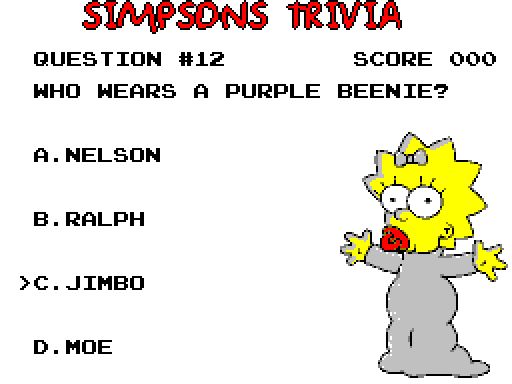 SIMPSONS TRIVIA
QUESTION #12 SCORE 000
WHO WEARS A PURPLE BEENIE?
A.NELSON
B.RALPH
>C.JIMBO
D.MOE